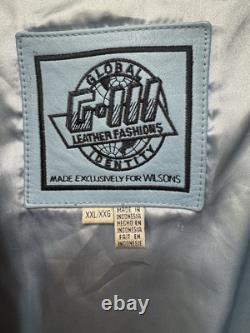 GLOBAL
G-III
LEATHER FASHIONS
IDENTITY
MADE EXCLUSIVELY FOR WILSONS
XXL/XXG
MADE IN
INDONESIA
HECHO EN
INDONESIA
FAIT EN
INDONESIE